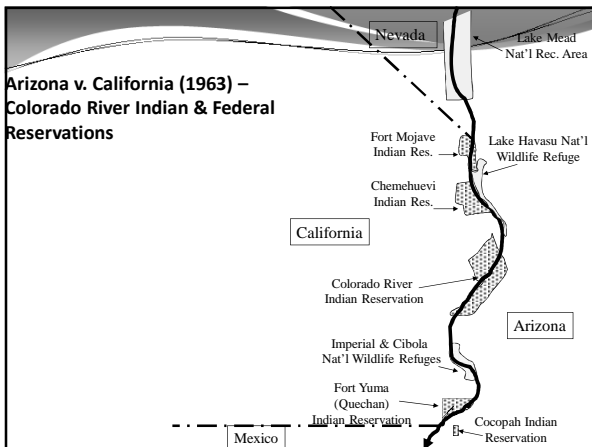 Nevada
Lake Mead
Nat’l Rec. Area
Arizona v. California (1963) –
Colorado River Indian & Federal
Reservations
Fort Mojave
Indian Res.
Lake Havasu Nat’l
Wildlife Refuge
Chemehuevi
Indian Res.
California
Colorado River
Indian Reservation
Arizona
Imperial & Cibola
Nat’l Wildlife Refuges
Fort Yuma
(Quechan)
Indian Reservation
Cocopah Indian
Reservation
Mexico